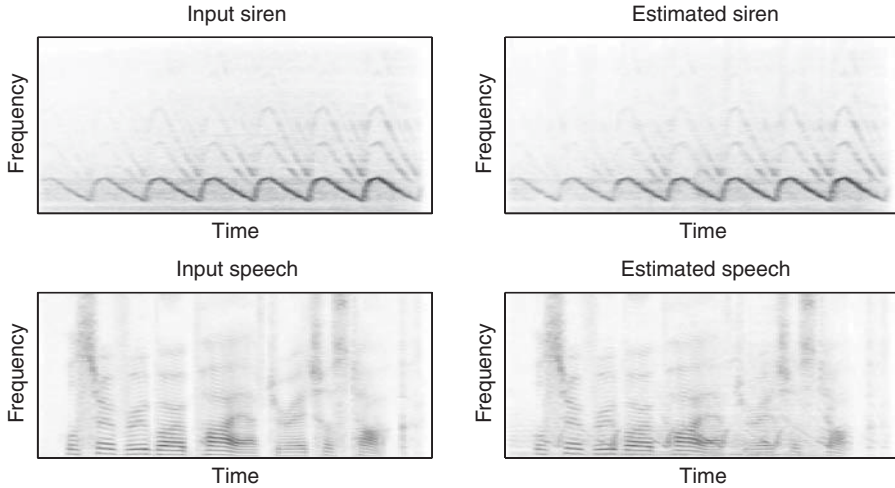 Input siren
Estimated siren
Frequency
Frequency
Time
Time
Input speech
Estimated speech
Frequency
Frequency
Time
Time